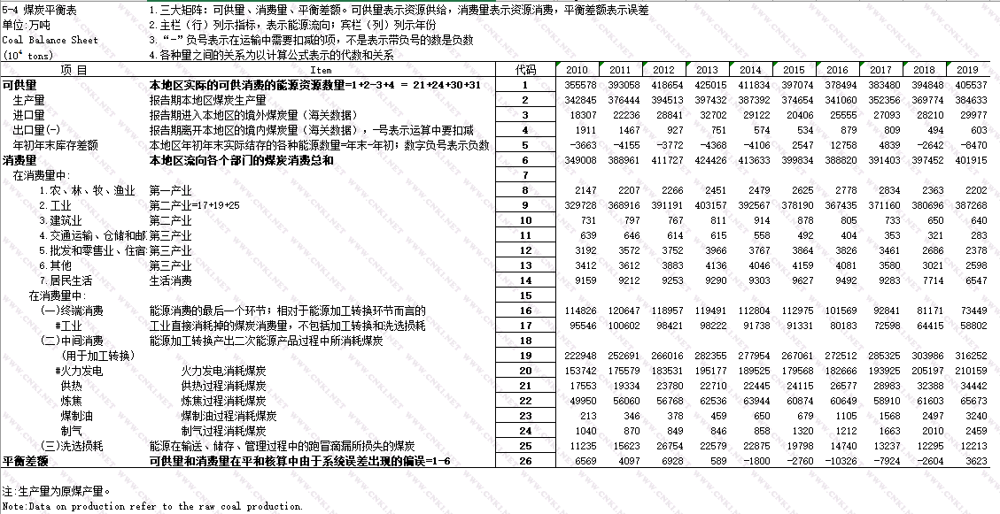 5-4 煤炭平衡表 1.三大矩阵：可供量、消费量、平衡差额。可供量表示资源供给，消费量表示资源消费，平衡差额表示误差
单位:万吨 2.主栏（行）列示指标，表示能源流向；宾栏（列）列示年份
Coal Balance Sheet 3.“-”负号表示在运输中需要扣减的项，不是表示带负号的数是负数
(10⁴ tons) 4.各种量之间的关系为以计算公式表示的代数和关系
项 目 Item 代码 2010 2011 2012 2013 2014 2015 2016 2017 2018 2019
可供量 本地区实际的可供消费的能源资源数量=1+2-3+4 = 21+24+30+31 1 355578 393058 418654 425015 411834 397074 378494 383480 394848 405537
生产量 报告期本地区煤炭生产量 2 342845 376444 394513 397432 387392 374654 341060 352356 369774 384633
进口量 报告期进入本地区的境外煤炭量（海关数据） 3 18307 22236 28841 32702 29122 20406 25555 27093 28210 29977
出口量(-) 报告期离开本地区的境内煤炭量（海关数据），-号表示运算中要扣减 4 1911 1467 927 751 574 534 879 809 494 603
年初年末库存差额 本地区年初年末实际结存的各种能源数量=年末-年初；数字负号表示负数 5 -3663 -4155 -3772 -4368 -4106 2547 12758 4839 -2642 -8470
消费量 本地区流向各个部门的煤炭消费总和 6 349008 388961 411727 424426 413633 399834 388820 391403 397452 401915
在消费量中: 7
1.农、林、牧、渔业 第一产业 8 2147 2207 2266 2451 2479 2625 2778 2834 2363 2202
2.工业 第二产业=17+19+25 9 329728 368916 391191 403157 392567 378190 367435 371160 380696 387268
3.建筑业 第二产业 10 731 797 767 811 914 878 805 733 650 640
4.交通运输、仓储和邮 第三产业 11 639 646 614 615 558 492 404 353 321 283
5.批发和零售业、住宿 第三产业 12 3192 3572 3752 3966 3767 3864 3826 3461 2686 2378
6.其他 第三产业 13 3412 3612 3883 4136 4046 4159 4081 3580 3021 2598
7.居民生活 生活消费 14 9159 9212 9253 9290 9303 9627 9492 9283 7714 6547
在消费量中: 15
(一)终端消费 能源消费的最后一个环节；相对于能源加工转换环节而言的 16 114826 120647 118957 119491 112804 112975 101569 92841 81171 73449
#工业 工业直接消耗掉的煤炭消费量，不包括加工转换和洗选损耗 17 95546 100602 98421 98222 91738 91331 80183 72598 64415 58802
(二)中间消费 能源加工转换产出二次能源产品过程中所消耗煤炭 18
(用于加工转换) 19 222948 252691 266016 282355 277954 267061 272512 285325 303986 316252
#火力发电 火力发电消耗煤炭 20 153742 175579 183531 195177 189525 179568 182666 193925 205197 210159
供热 供热过程消耗煤炭 21 17553 19334 23780 22710 22445 24115 26577 28983 32388 34442
炼焦 炼焦过程消耗煤炭 22 49950 56060 56768 62536 63944 60874 60649 58910 61603 65673
煤制油 煤制油过程消耗煤炭 23 213 346 378 459 650 679 1105 1568 2497 3240
制气 制气过程消耗煤炭 24 1040 870 849 846 858 1320 1212 1663 2010 2459
(三)洗选损耗 能源在输送、储存、管理过程中的跑冒滴漏所损失的煤炭 25 11235 15623 26754 22579 22875 19798 14740 13237 12295 12213
平衡差额 可供量和消费量在平和核算中由于系统误差出现的偏误=1-6 26 6569 4097 6928 589 -1800 -2760 -10326 -7924 -2604 3623
注:生产量为原煤产量。
Note:Data on production refer to the raw coal production.
WWW.CNKI.NET